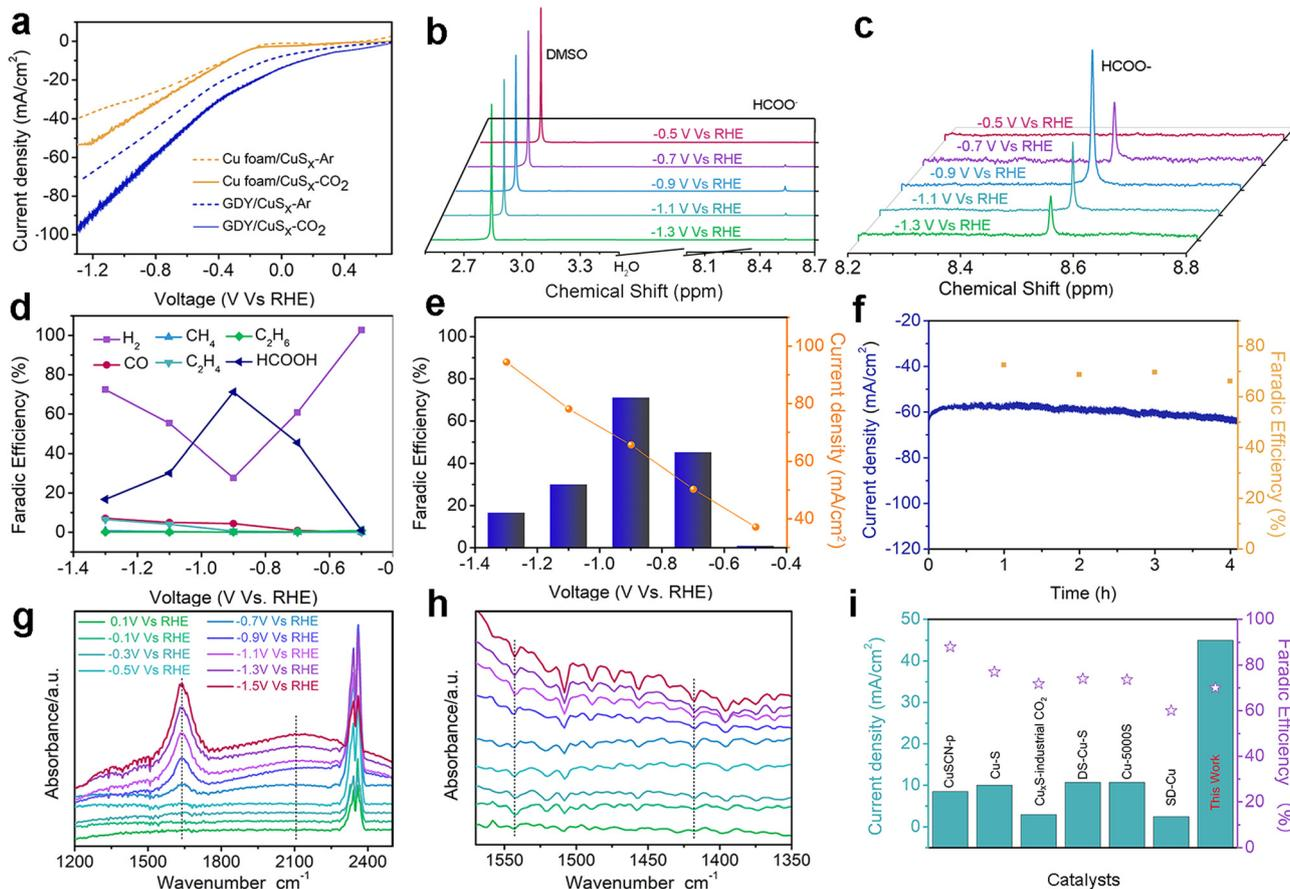 a
Current density (mA/cm²)
0
-20
-40
-60
-80
-100
Cu foam/CuSx-Ar
Cu foam/CuSx-CO2
GDY/CuSx-Ar
GDY/CuSx-CO2
-1.2 -0.8 -0.4 0.0 0.4
Voltage (V Vs RHE)
b
DMSO
HCOO-
-0.5 V Vs RHE
-0.7 V Vs RHE
-0.9 V Vs RHE
-1.1 V Vs RHE
-1.3 V Vs RHE
2.7 3.0 3.3 H2O 8.1 8.4 8.7
Chemical Shift (ppm)
c
HCOO-
-0.5 V Vs RHE
-0.7 V Vs RHE
-0.9 V Vs RHE
-1.1 V Vs RHE
-1.3 V Vs RHE
8.2 8.4 8.6 8.8
Chemical Shift (ppm)
d
Faradic Efficiency (%)
100
80
60
40
20
0
H2 CH4 C2H6
CO C2H4 HCOOH
-1.4 -1.2 -1.0 -0.8 -0.6 -0
Voltage (V Vs. RHE)
e
Faradic Efficiency (%)
100
80
60
40
20
0
100
80
60
40
Current density (mA/cm²)
-1.4 -1.2 -1.0 -0.8 -0.6 -0.4
Voltage (V Vs. RHE)
f
Current density (mA/cm²)
-20
-40
-60
-80
-100
-120
80
60
40
20
0
Faradic Efficiency (%)
0 1 2 3 4
Time (h)
g
Absorbance/a.u.
0.1V Vs RHE -0.7V Vs RHE
-0.1V Vs RHE -0.9V Vs RHE
-0.3V Vs RHE -1.1V Vs RHE
-0.5V Vs RHE -1.3V Vs RHE
-1.5V Vs RHE
1200 1500 1800 2100 2400
Wavenumber cm-1
h
Absorbance/a.u.
1550 1500 1450 1400 1350
Wavenumber cm-1
i
Current density (mA/cm²)
50
40
30
20
10
0
CuSCN-p
Cu-S
CuxS-industrial CO2
DS-Cu-S
Cu-5000S
SD-Cu
This Work
100
80
60
40
20
0
Faradic Efficiency (%)
Catalysts